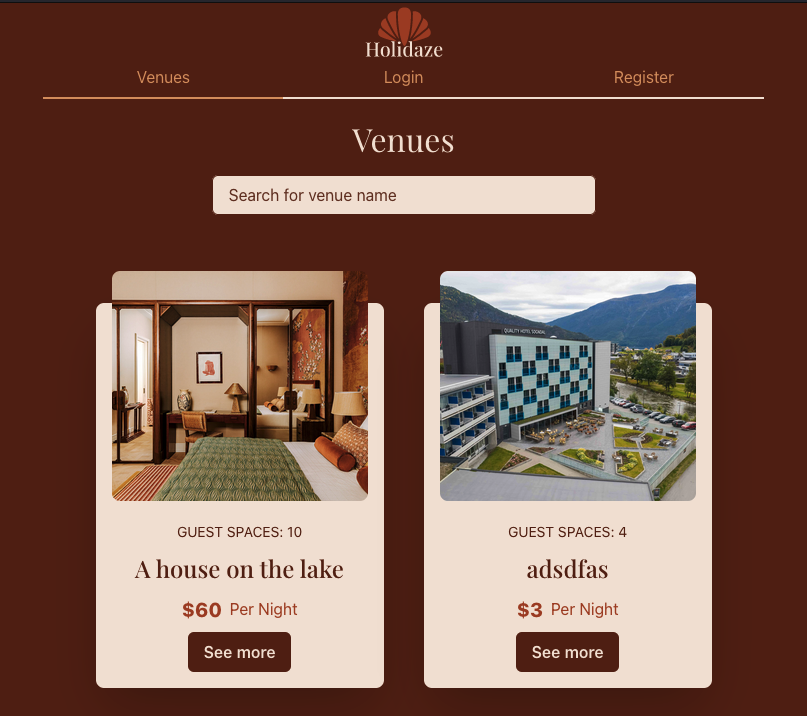 Holidaze
Venues
Login
Register
Venues
Search for venue name
QUALITY HOTEL SOGNDAL
GUEST SPACES: 10
GUEST SPACES: 4
A house on the lake
adsdfas
$60 Per Night
$3 Per Night
See more
See more